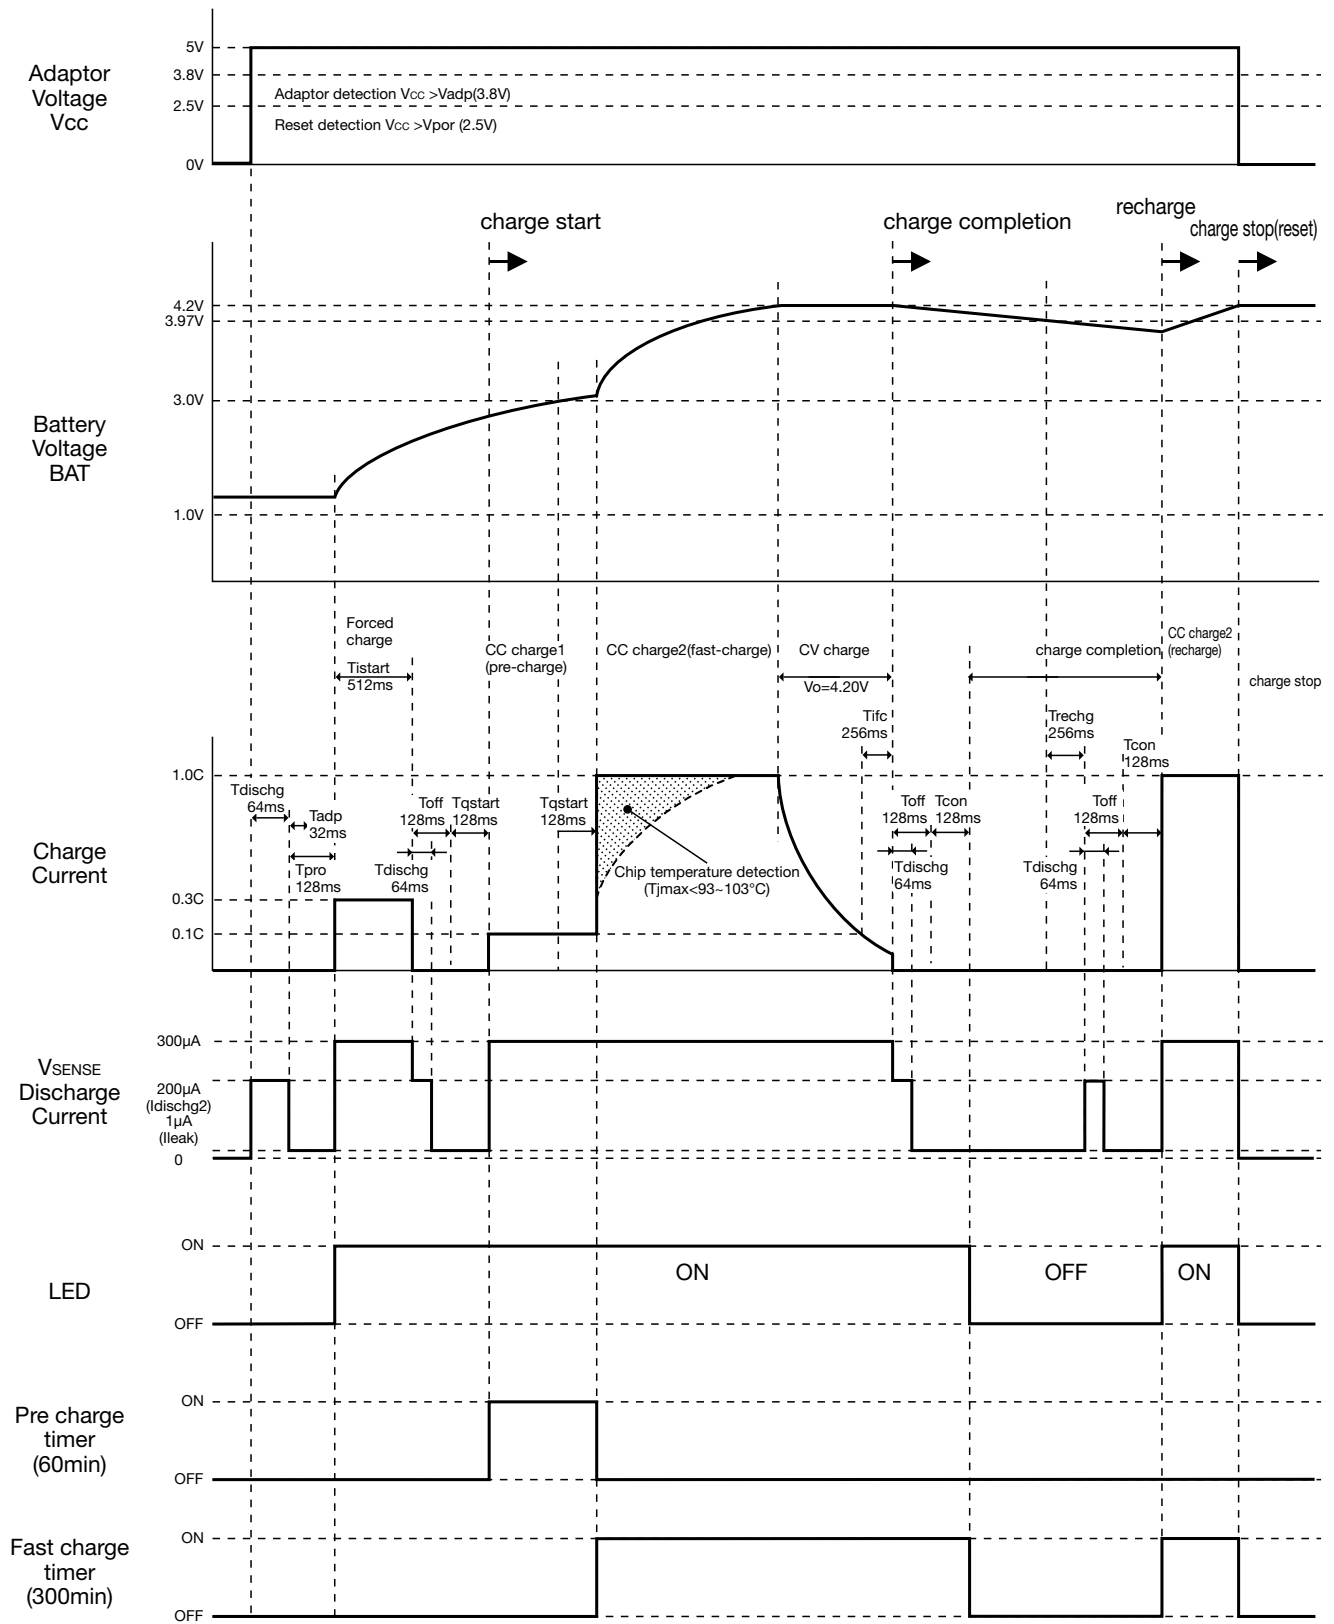 Adaptor
Voltage
Vcc
5V
3.8V
2.5V
0V
Adaptor detection Vcc >Vadp(3.8V)
Reset detection Vcc >Vpor (2.5V)
charge start
charge completion
recharge
charge stop(reset)
Battery
Voltage
BAT
4.2V
3.97V
3.0V
1.0V
Forced
charge
Tistart
512ms
CC charge1
(pre-charge)
CC charge2(fast-charge)
CV charge
Vo=4.20V
charge completion
CC charge2
(recharge)
charge stop
Charge
Current
1.0C
0.3C
0.1C
Tdischg
64ms
Tadp
32ms
Tpro
128ms
Toff
128ms
Tqstart
128ms
Tdischg
64ms
Tqstart
128ms
Chip temperature detection
(Tjmax<93~103°C)
Tifc
256ms
Toff
128ms
Tcon
128ms
Tdischg
64ms
Trechg
256ms
Tcon
128ms
Toff
128ms
Tdischg
64ms
VSENSE
Discharge
Current
300µA
200µA
(Idischg2)
1µA
(Ileak)
0
LED
ON
OFF
ON
OFF
ON
Pre charge
timer
(60min)
ON
OFF
Fast charge
timer
(300min)
ON
OFF